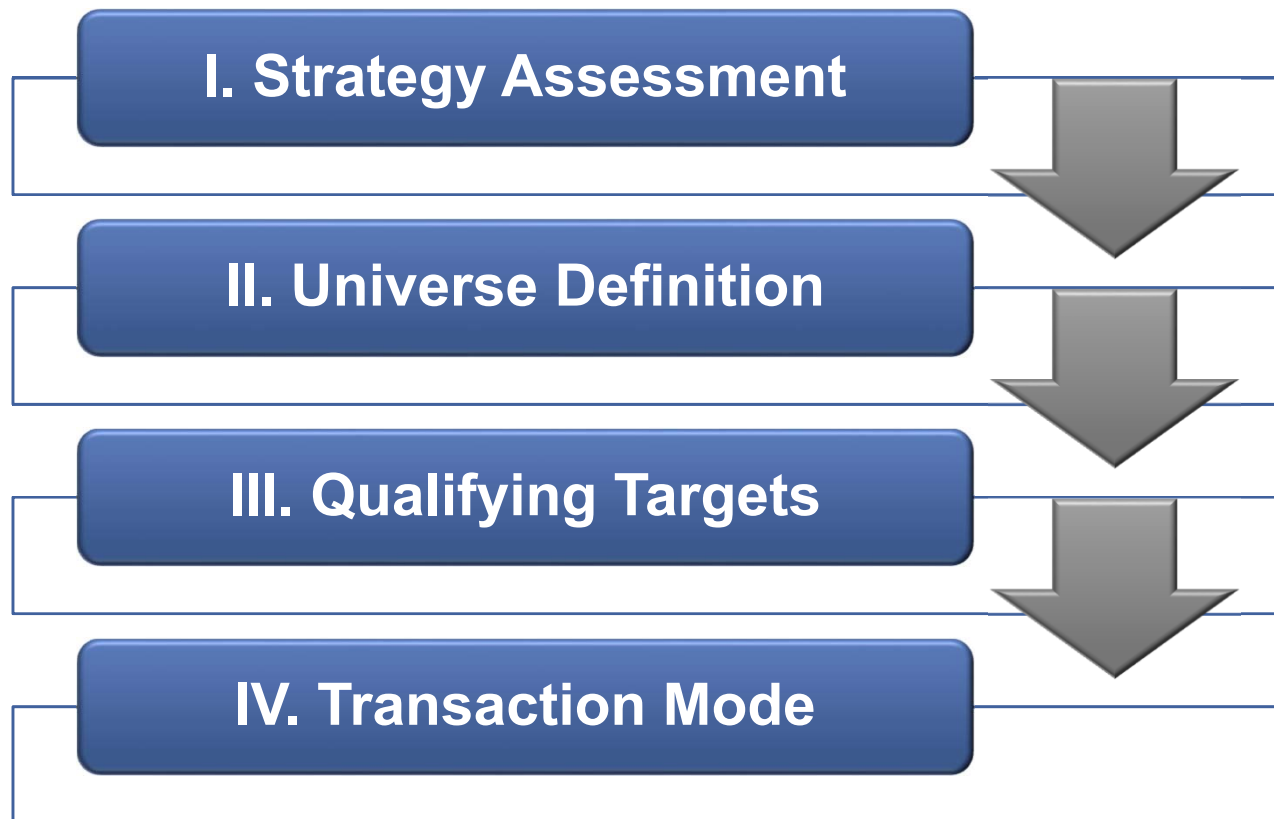 I. Strategy Assessment
II. Universe Definition
III. Qualifying Targets
IV. Transaction Mode